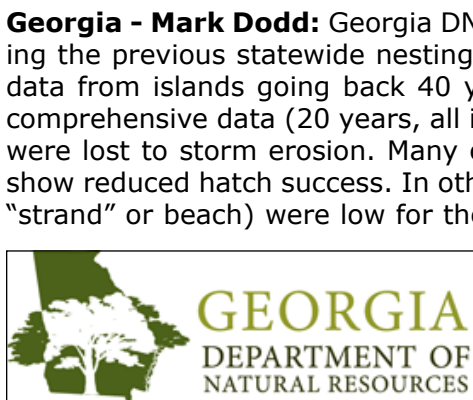 Georgia - Mark Dodd: Georgia DN
ing the previous statewide nesting
data from islands going back 40 y
comprehensive data (20 years, all i
were lost to storm erosion. Many
show reduced hatch success. In oth
“strand” or beach) were low for the
GEORGIA
DEPARTMENT OF
NATURAL RESOURCES